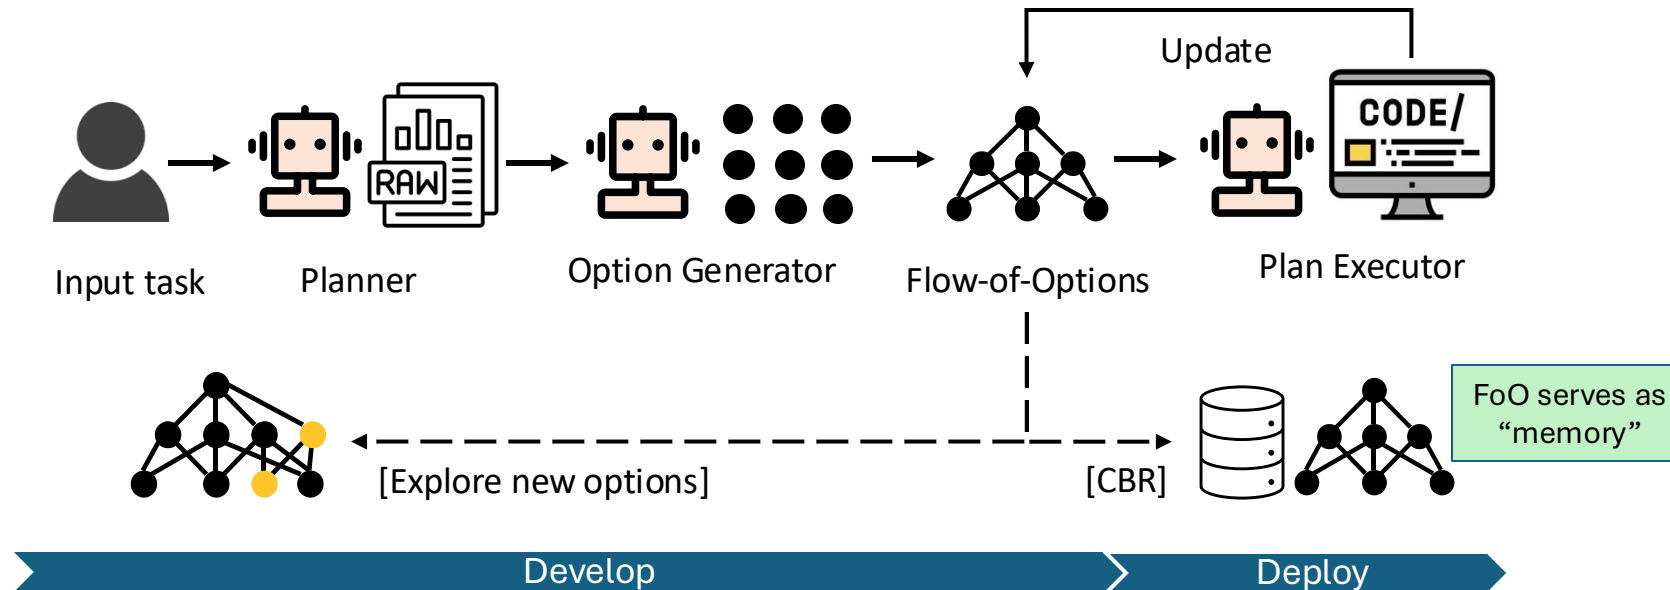 Update
CODE/
RAW
Input task
Planner
Option Generator
Flow-of-Options
Plan Executor
FoO serves as
“memory”
[Explore new options]
[CBR]
Develop
Deploy